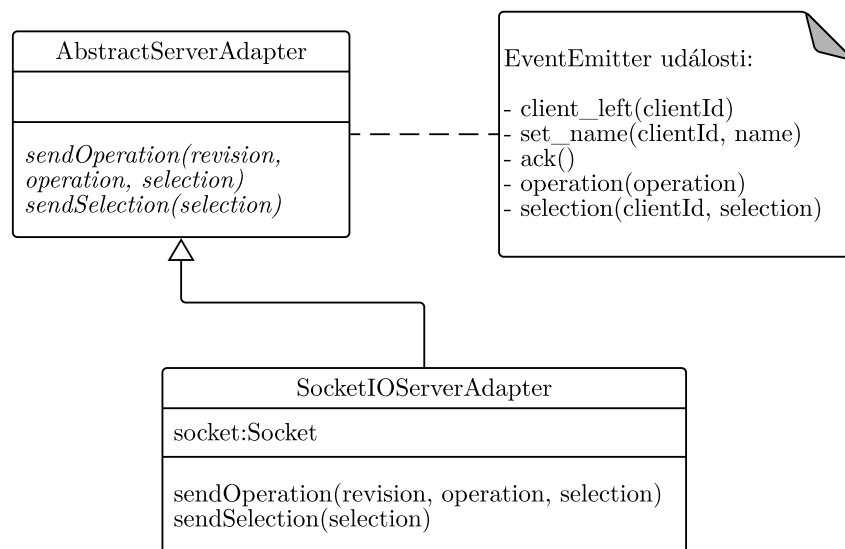 AbstractServerAdapter
sendOperation(revision,
operation, selection)
sendSelection(selection)
EventEmitter události:
- client_left(clientId)
- set_name(clientId, name)
- ack()
- operation(operation)
- selection(clientId, selection)
SocketIOServerAdapter
socket:Socket
sendOperation(revision, operation, selection)
sendSelection(selection)